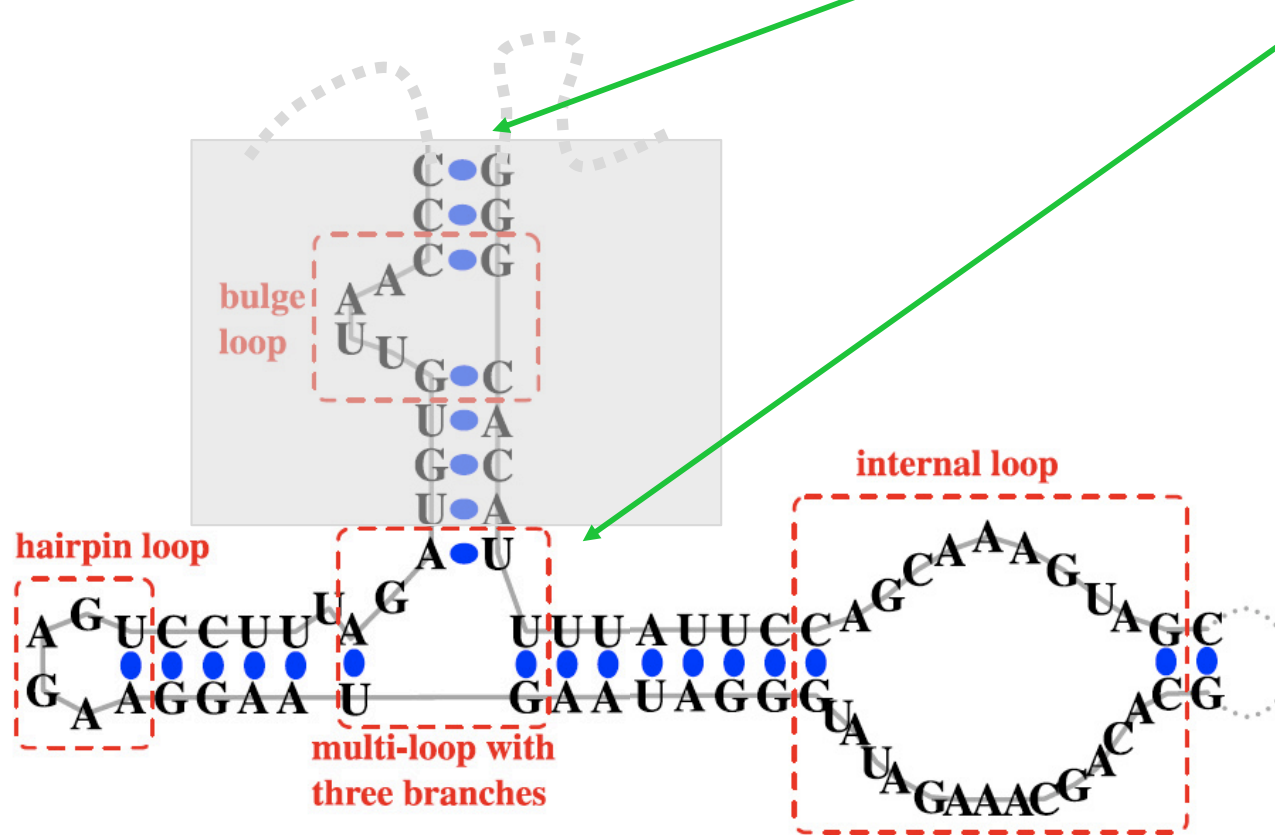 C G
C G
C G
A A
bulge
loop
U U
G C
U A
G C
U A
A U
internal loop
hairpin loop
A G U C C U U U A G
U U U A U U C C A G C A A A G U A G C
G A A G G A A U
G A A U A G G G U A U A G A A A C G A C A C G
multi-loop with
three branches